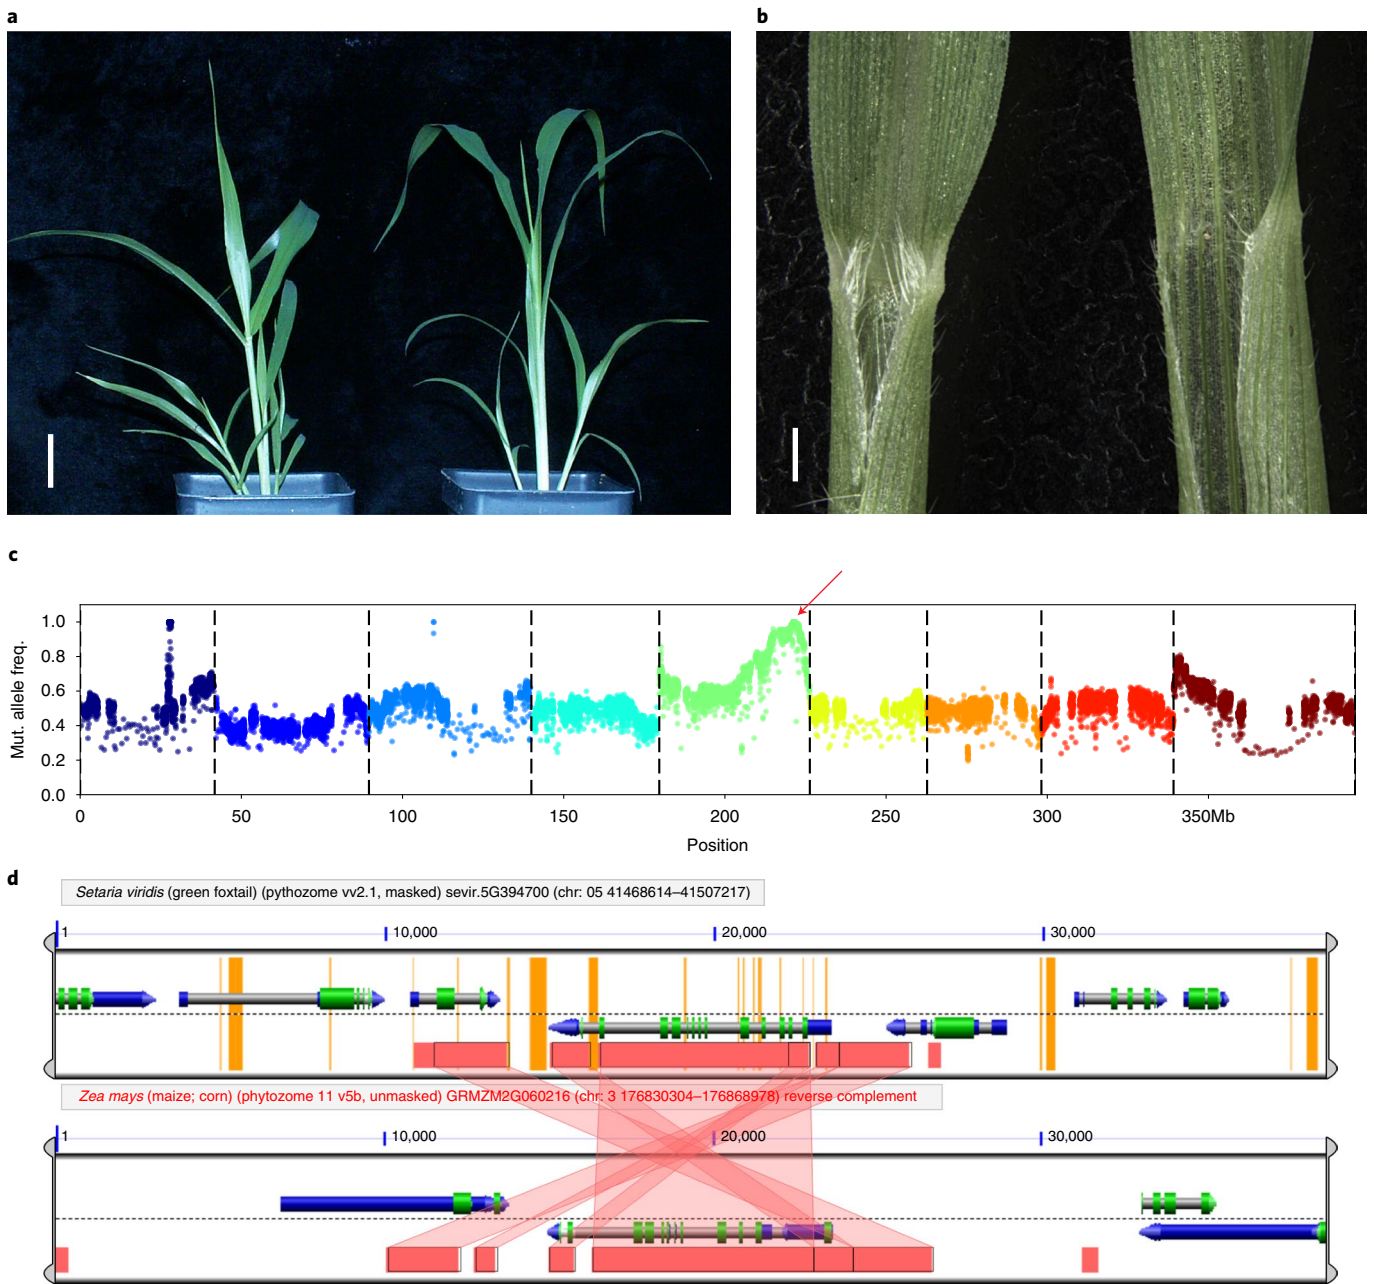 a
b
c
Mut. allele freq.
1.0
0.8
0.6
0.4
0.2
0.0
0
50
100
150
200
250
300
350Mb
Position
d
Setaria viridis (green foxtail) (pythozome vv2.1, masked) sevir.5G394700 (chr: 05 41468614–41507217)
1
10,000
20,000
30,000
Zea mays (maize; corn) (phytozome 11 v5b, unmasked) GRMZM2G060216 (chr: 3 176830304–176868978) reverse complement
1
10,000
20,000
30,000